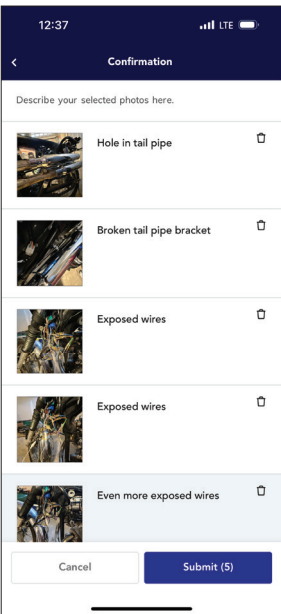 12:37
LTE
Confirmation
Describe your selected photos here.
Hole in tail pipe
Broken tail pipe bracket
Exposed wires
Exposed wires
Even more exposed wires
Cancel
Submit (5)